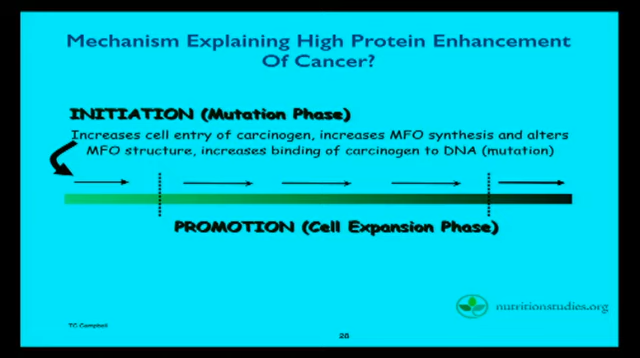 Mechanism Explaining High Protein Enhancement
Of Cancer?
INITIATION (Mutation Phase)
Increases cell entry of carcinogen, increases MFO synthesis and alters
MFO structure, increases binding of carcinogen to DNA (mutation)
PROMOTION (Cell Expansion Phase)
nutritionstudies.org
TC Campbell
28